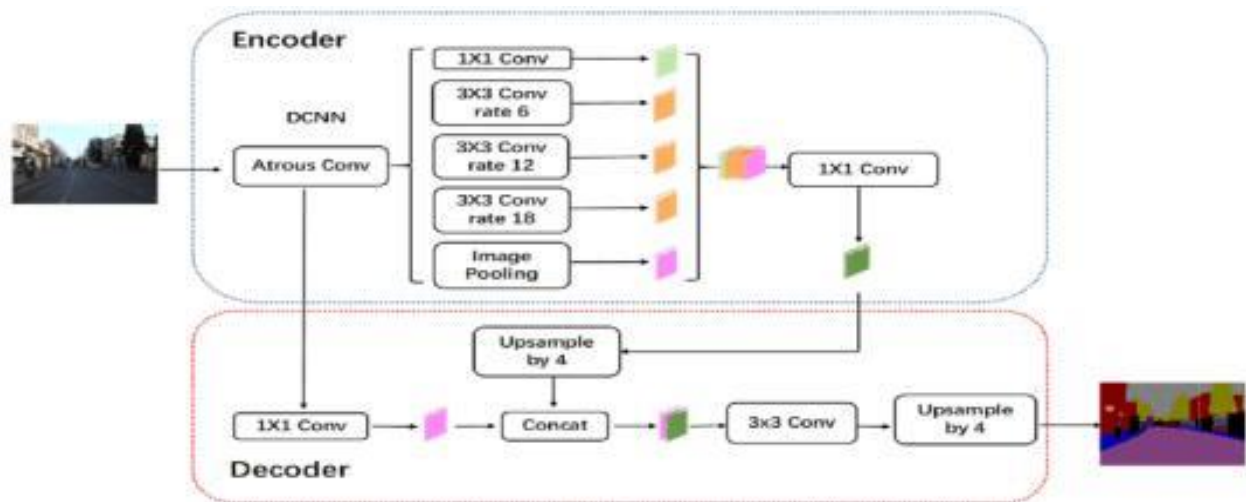 Encoder
DCNN
Atrous Conv
1X1 Conv
3X3 Conv
rate 6
3X3 Conv
rate 12
3X3 Conv
rate 18
Image
Pooling
1X1 Conv
Upsample
by 4
1X1 Conv
Concat
3x3 Conv
Upsample
by 4
Decoder